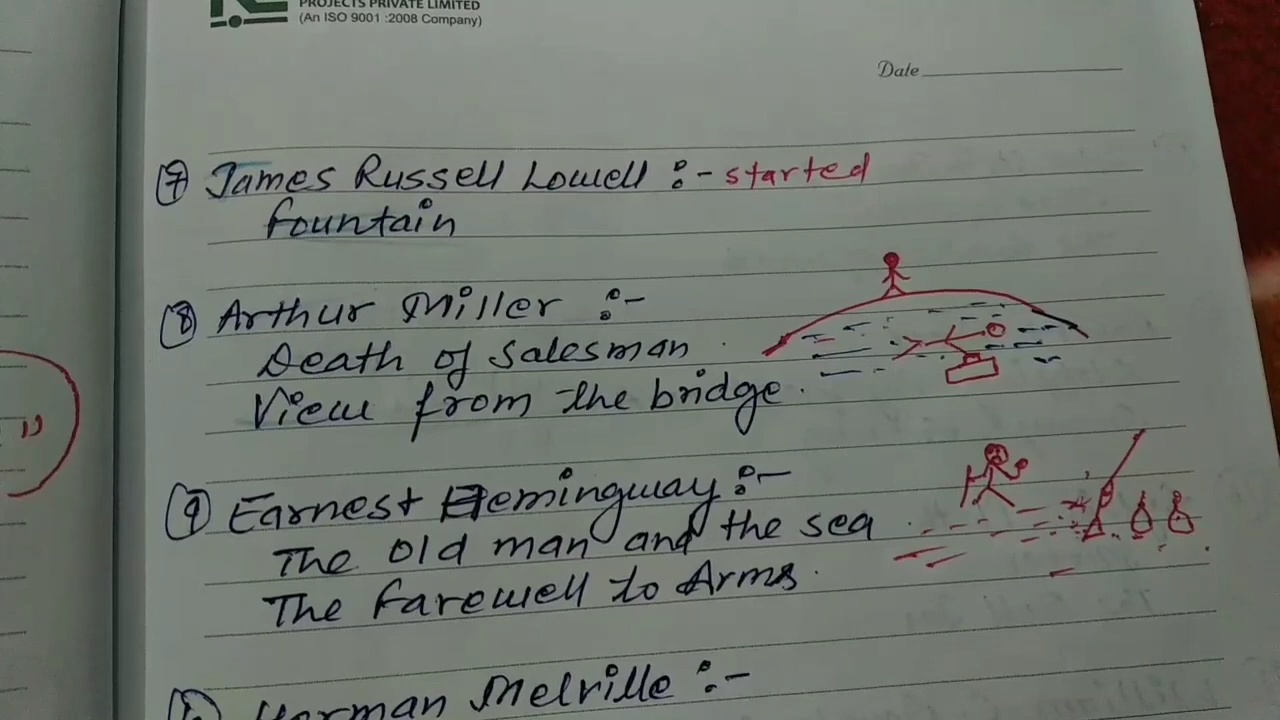 PROJECTS PRIVATE LIMITED
(An ISO 9001 :2008 Company)
Date
(7) James Russell Lowell :- started
fountain
(8) Arthur Miller :-
Death of Salesman .
View from the bridge .
(9) Earnest Hemingway :-
The old man and the sea .
The farewell to Arms .
Herman Melville :-